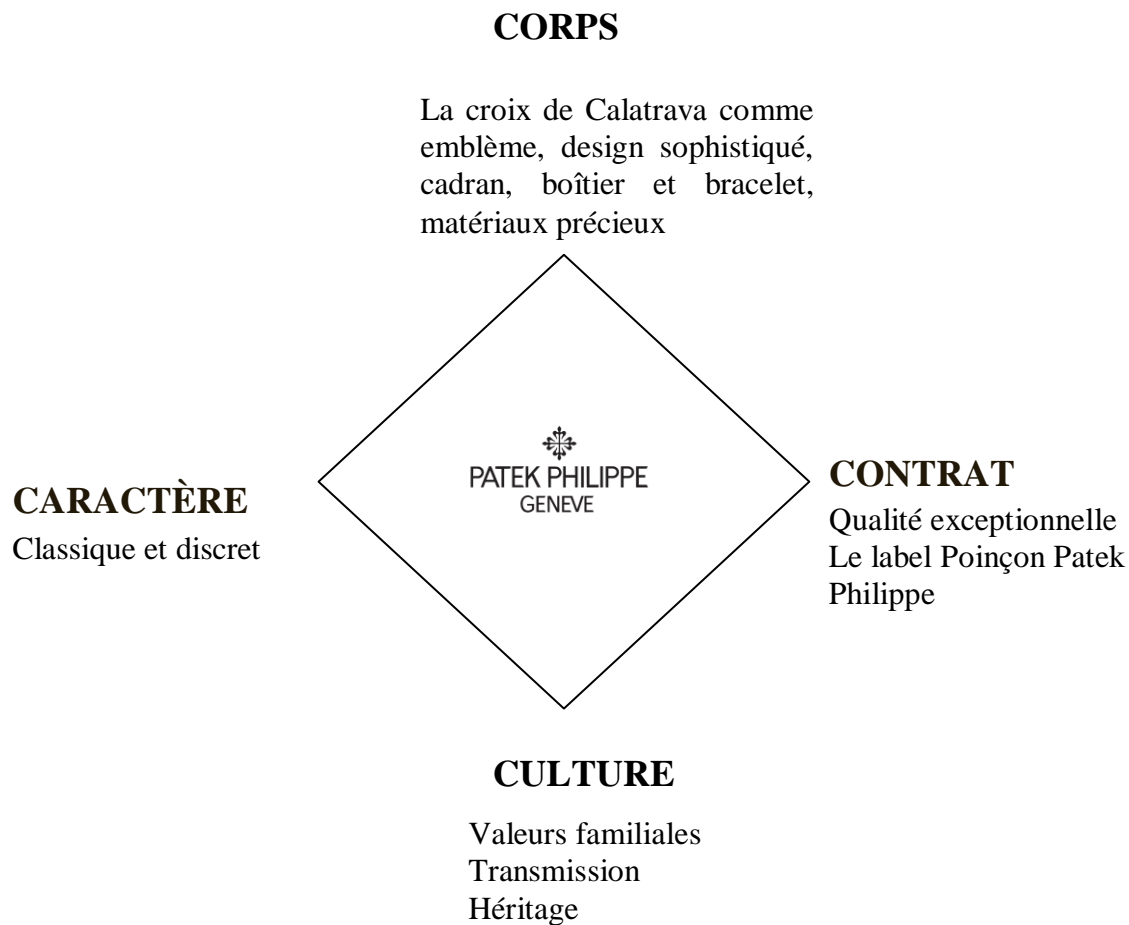 CORPS
La croix de Calatrava comme
emblème, design sophistiqué,
cadran, boîtier et bracelet,
matériaux précieux
PATEK PHILIPPE
GENEVE
CARACTÈRE
Classique et discret
CONTRAT
Qualité exceptionnelle
Le label Poinçon Patek
Philippe
CULTURE
Valeurs familiales
Transmission
Héritage